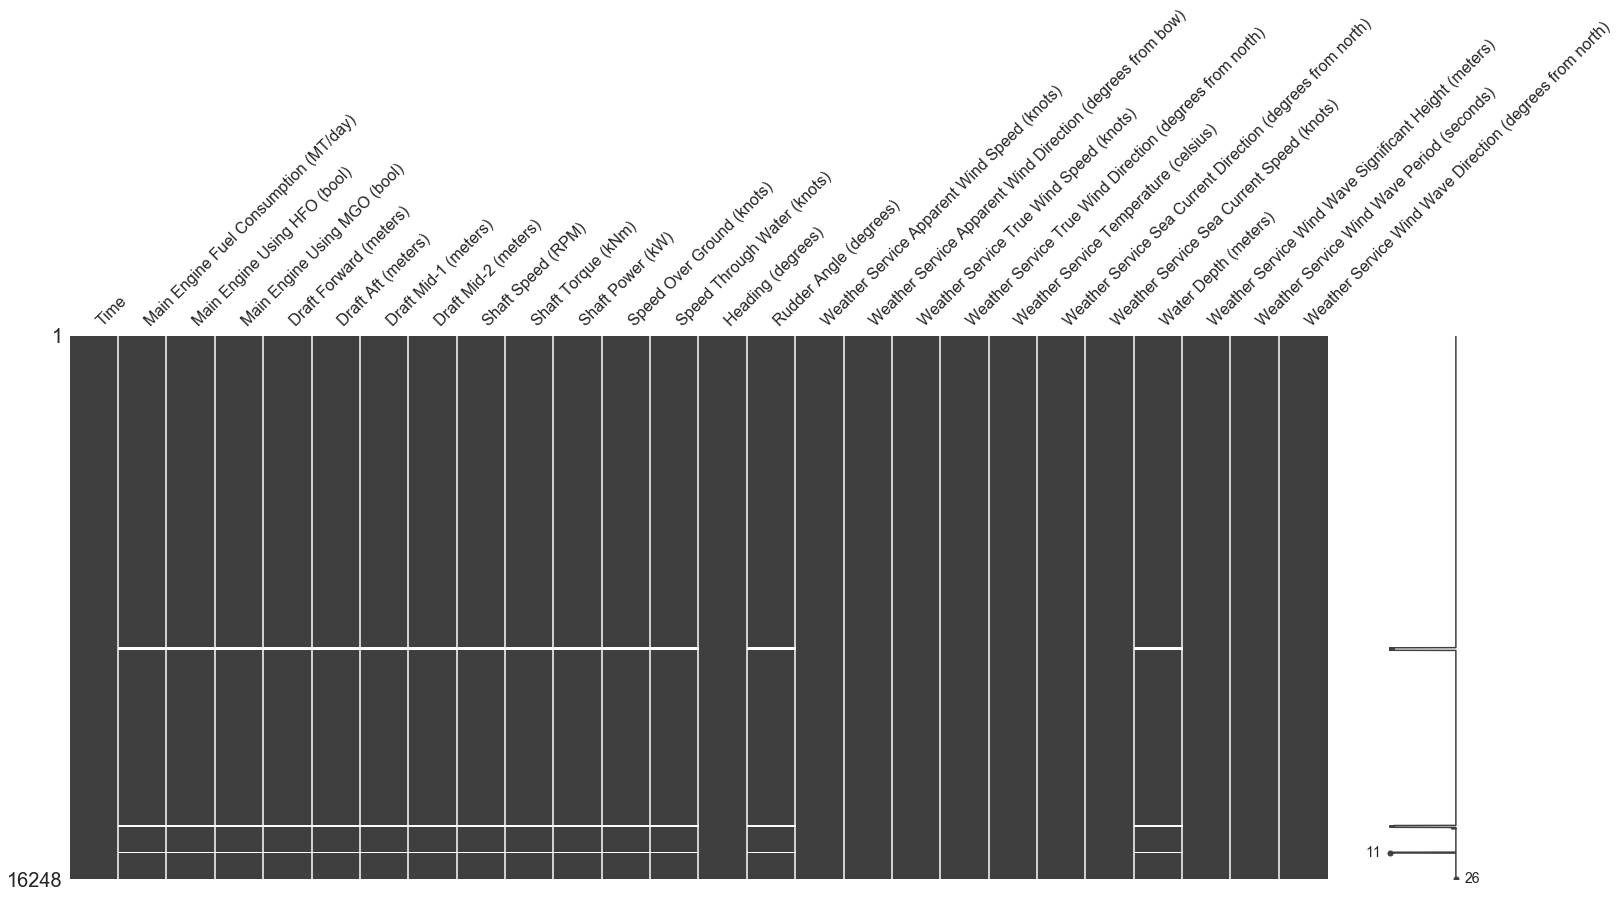 Time
Main Engine Fuel Consumption (MT/day)
Main Engine Using HFO (bool)
Main Engine Using MGO (bool)
Draft Forward (meters)
Draft Aft (meters)
Draft Mid-1 (meters)
Draft Mid-2 (meters)
Shaft Speed (RPM)
Shaft Torque (kNm)
Shaft Power (kW)
Speed Over Ground (knots)
Speed Through Water (knots)
Heading (degrees)
Rudder Angle (degrees)
Weather Service Apparent Wind Speed (knots)
Weather Service Apparent Wind Direction (degrees from bow)
Weather Service True Wind Speed (knots)
Weather Service True Wind Direction (degrees from north)
Weather Service Temperature (celsius)
Weather Service Sea Current Direction (degrees from north)
Weather Service Sea Current Speed (knots)
Water Depth (meters)
Weather Service Wind Wave Significant Height (meters)
Weather Service Wind Wave Period (seconds)
Weather Service Wind Wave Direction (degrees from north)
1
11
16248
26